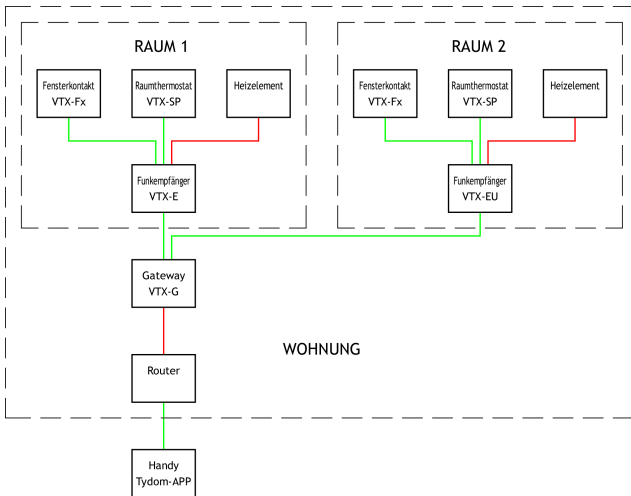 RAUM 1
Fensterkontakt
VTX-Fx
Raumthermostat
VTX-SP
Heizelement
Funkempfänger
VTX-E
RAUM 2
Fensterkontakt
VTX-Fx
Raumthermostat
VTX-SP
Heizelement
Funkempfänger
VTX-EU
Gateway
VTX-G
WOHNUNG
Router
Handy
Tydom-APP